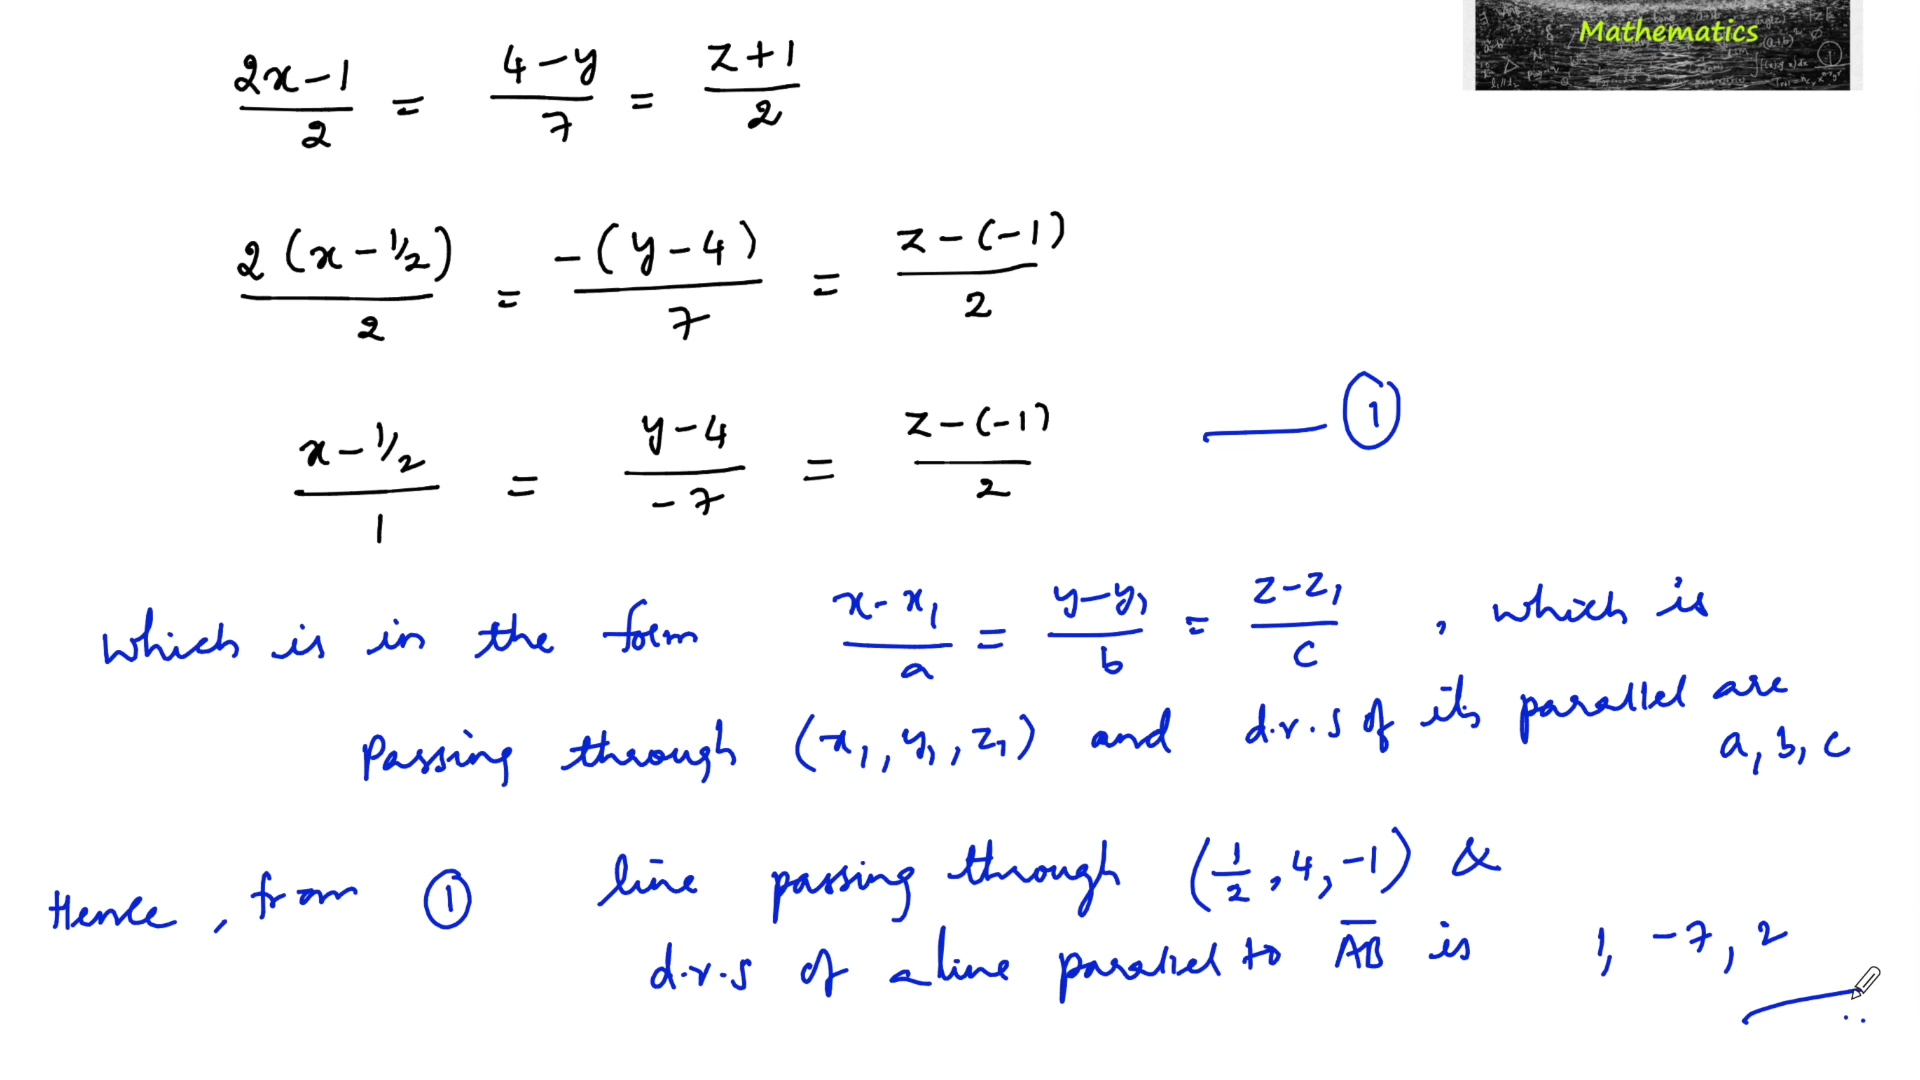 Mathematics
(2x-1)/2 = (4-y)/7 = (z+1)/2
2(x-1/2)/2 = -(y-4)/7 = (z-(-1))/2
(x-1/2)/1 = (y-4)/-7 = (z-(-1))/2 —— ①
which is in the form (x-x₁)/a = (y-y₁)/b = (z-z₁)/c , which is
Passing through (x₁, y₁, z₁) and d.r.s of its parallel are
a, b, c
Hence, from ① line passing through (1/2, 4, -1) &
d.r.s of a line parallel to A̅B̅ is 1, -7, 2